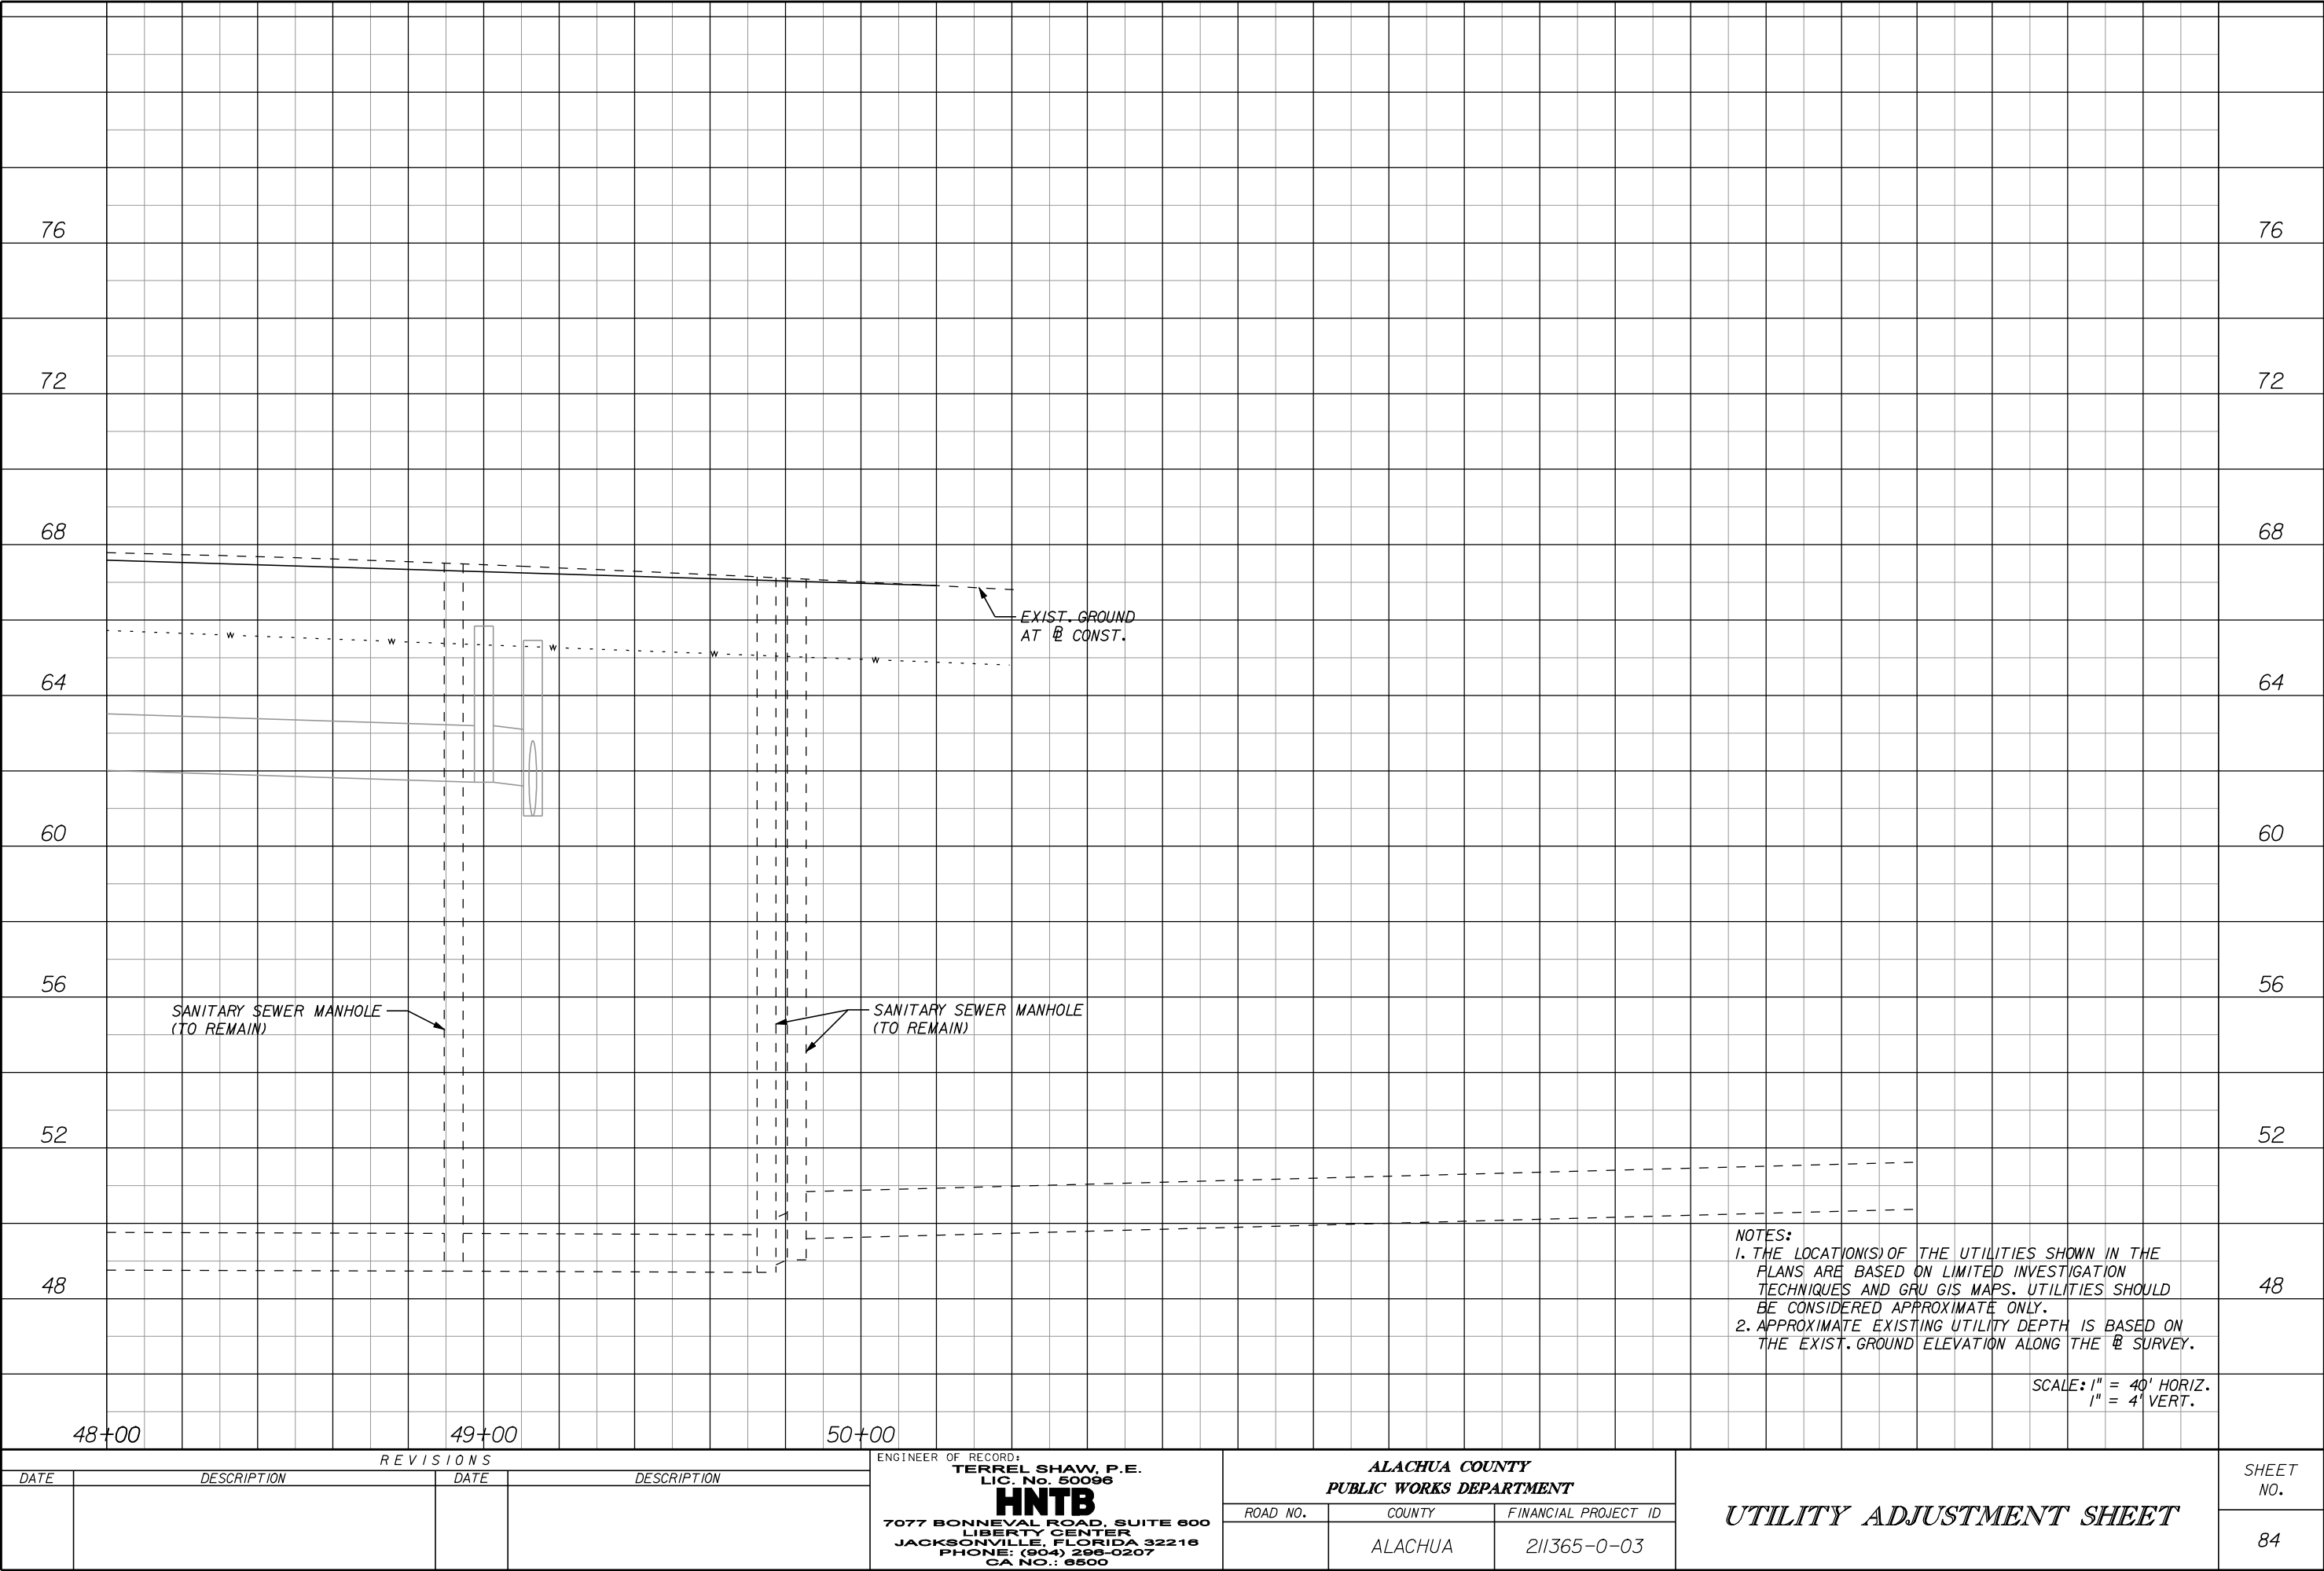 76 76
72 72
68 68
EXIST. GROUND
AT ℄ CONST.
W W W W W
64 64
60 60
56 56
SANITARY SEWER MANHOLE
(TO REMAIN)
SANITARY SEWER MANHOLE
(TO REMAIN)
52 52
48 48
NOTES:
1. THE LOCATION(S) OF THE UTILITIES SHOWN IN THE
PLANS ARE BASED ON LIMITED INVESTIGATION
TECHNIQUES AND GRU GIS MAPS. UTILITIES SHOULD
BE CONSIDERED APPROXIMATE ONLY.
2. APPROXIMATE EXISTING UTILITY DEPTH IS BASED ON
THE EXIST. GROUND ELEVATION ALONG THE BL SURVEY.
SCALE: 1" = 40' HORIZ.
1" = 4' VERT.
48+00 49+00 50+00
REVISIONS
DATE DESCRIPTION DATE DESCRIPTION
ENGINEER OF RECORD:
TERREL SHAW, P.E.
LIC. No. 50096
HNTB
7077 BONNEVAL ROAD, SUITE 600
LIBERTY CENTER
JACKSONVILLE, FLORIDA 32216
PHONE: (904) 296-0207
CA NO.: 6500
ALACHUA COUNTY
PUBLIC WORKS DEPARTMENT
ROAD NO. COUNTY FINANCIAL PROJECT ID
ALACHUA 211365-0-03
UTILITY ADJUSTMENT SHEET
SHEET
NO.
84